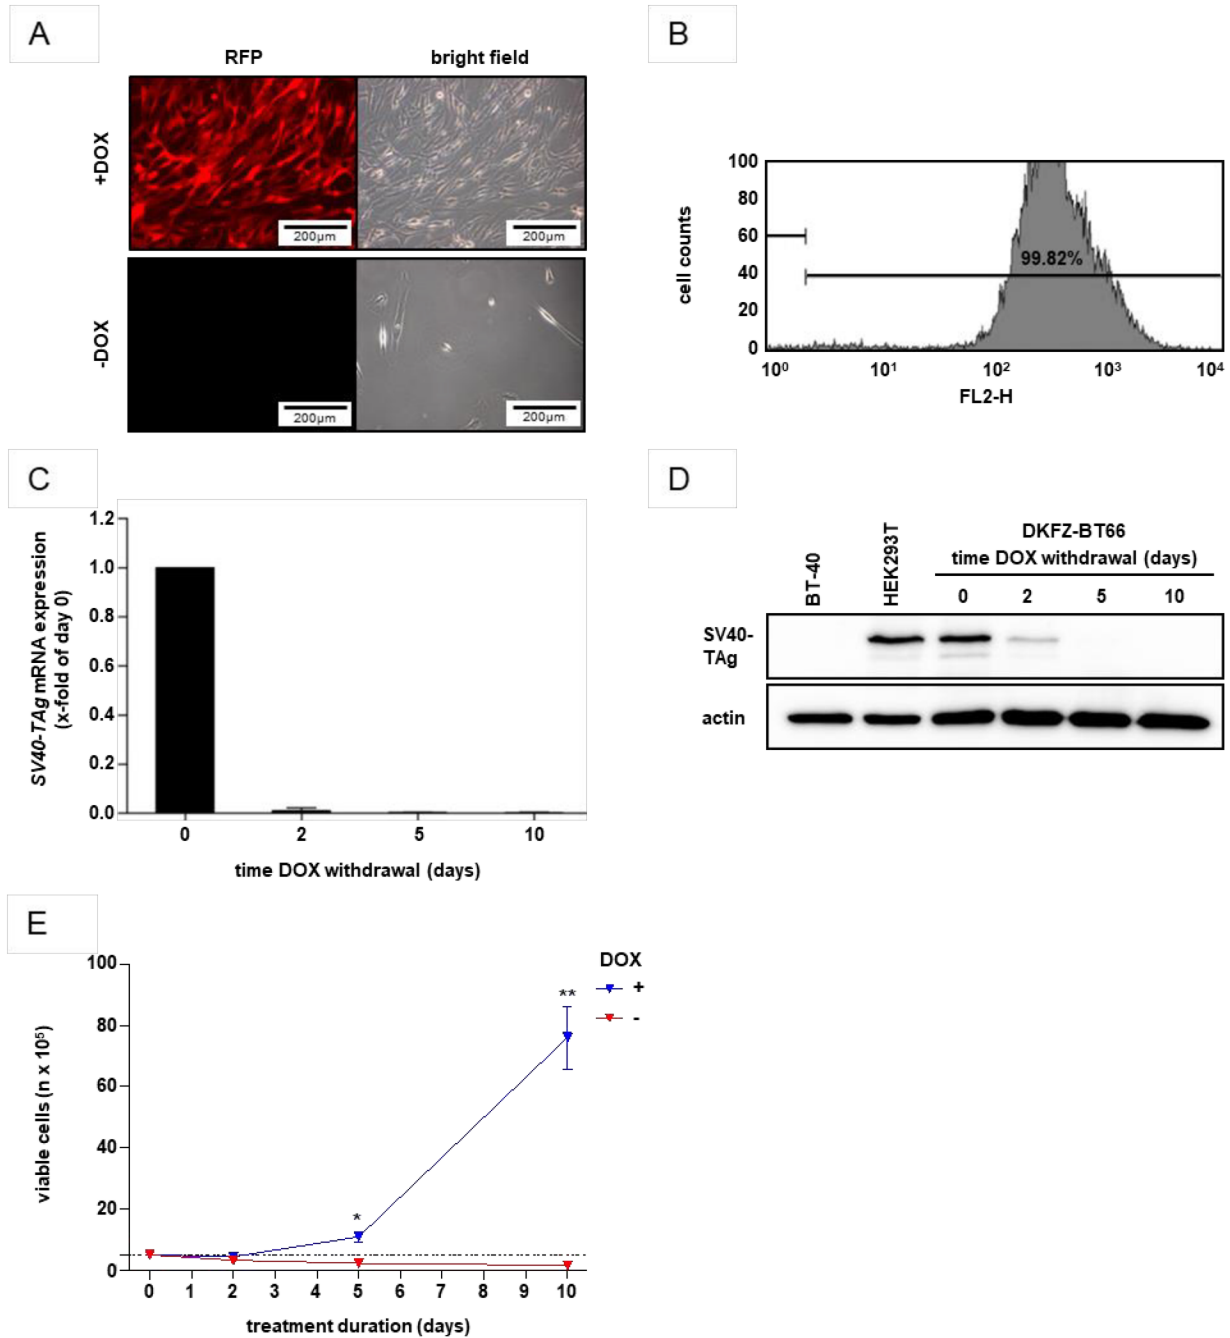 A
RFP
bright field
+DOX
200µm
200µm
-DOX
200µm
200µm
B
100
80
60
40
20
0
cell counts
99.82%
10⁰
10¹
10²
10³
10⁴
FL2-H
C
1.2
1.0
0.8
0.6
0.4
0.2
0.0
SV40-TAg mRNA expression
(x-fold of day 0)
0
2
5
10
time DOX withdrawal (days)
D
BT-40
HEK293T
DKFZ-BT66
time DOX withdrawal (days)
0
2
5
10
SV40-
TAg
actin
E
100
80
60
40
20
0
viable cells (n x 10⁵)
*
**
DOX
+
-
0
1
2
3
4
5
6
7
8
9
10
treatment duration (days)